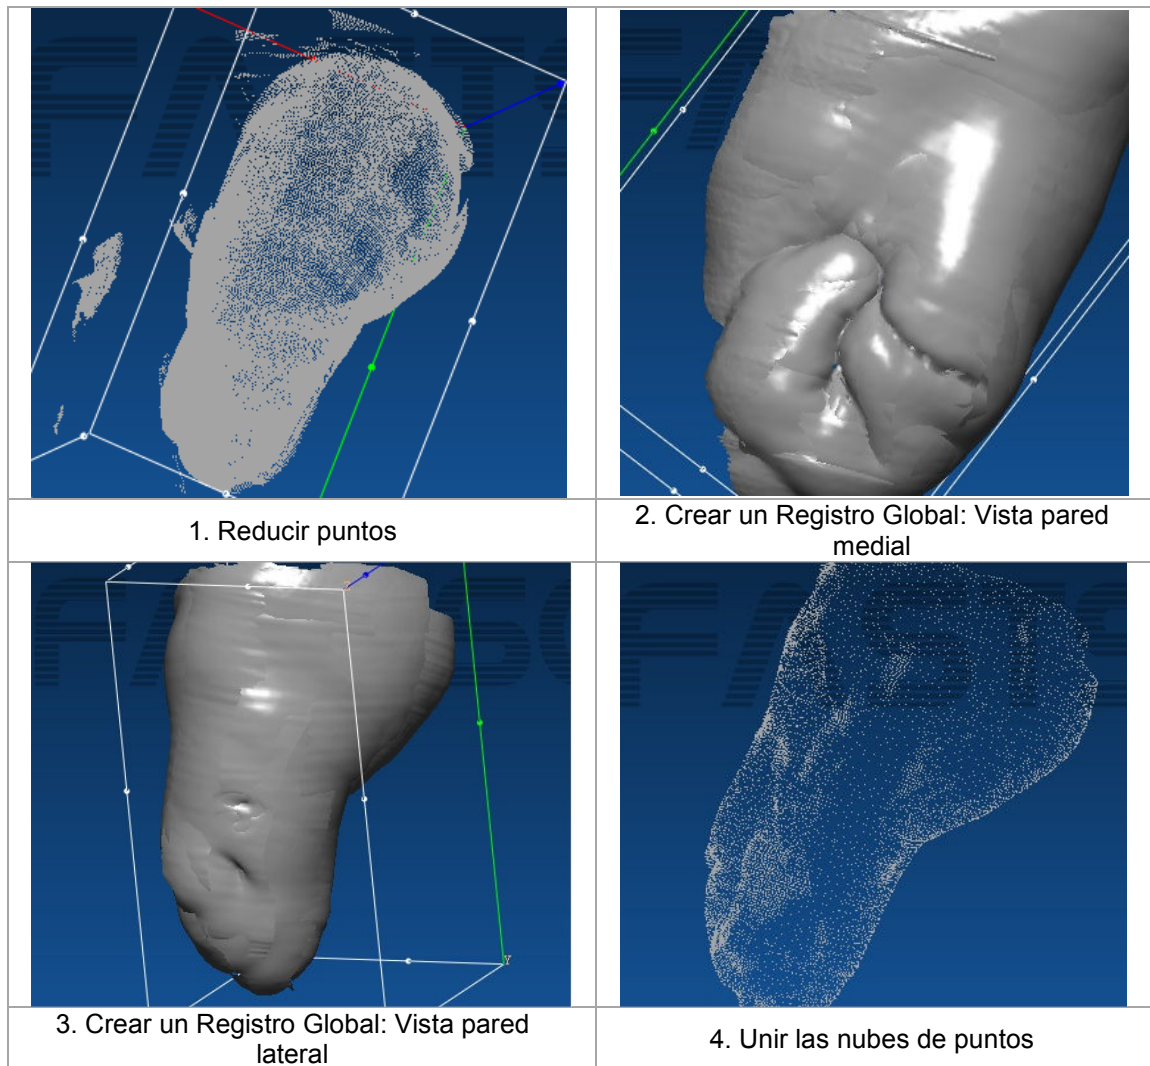 1. Reducir puntos
2. Crear un Registro Global: Vista pared
medial
3. Crear un Registro Global: Vista pared
lateral
4. Unir las nubes de puntos